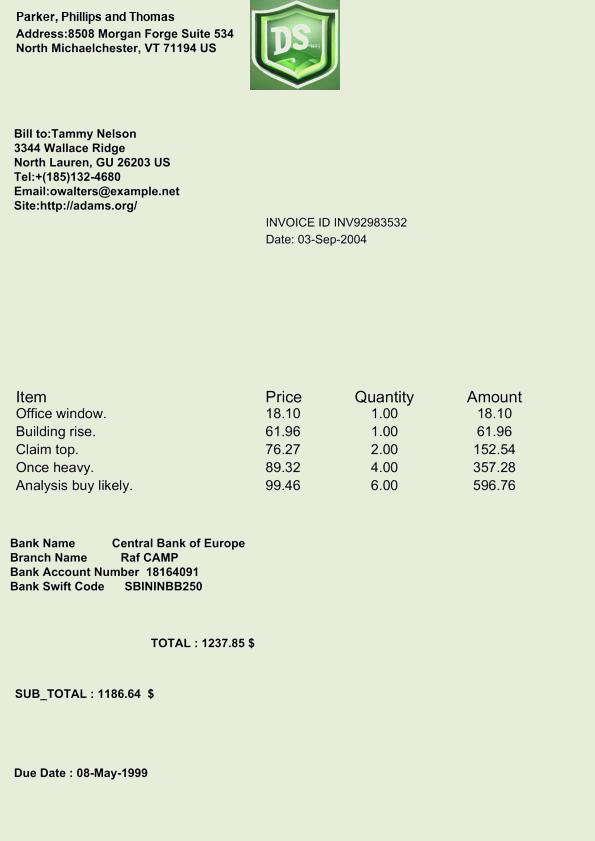 Parker, Phillips and Thomas
Address:8508 Morgan Forge Suite 534
North Michaelchester, VT 71194 US
DS
Bill to:Tammy Nelson
3344 Wallace Ridge
North Lauren, GU 26203 US
Tel:+(185)132-4680
Email:owalters@example.net
Site:http://adams.org/
INVOICE ID INV92983532
Date: 03-Sep-2004
Item Price Quantity Amount
Office window. 18.10 1.00 18.10
Building rise. 61.96 1.00 61.96
Claim top. 76.27 2.00 152.54
Once heavy. 89.32 4.00 357.28
Analysis buy likely. 99.46 6.00 596.76
Bank Name Central Bank of Europe
Branch Name Raf CAMP
Bank Account Number 18164091
Bank Swift Code SBININBB250
TOTAL : 1237.85 $
SUB_TOTAL : 1186.64 $
Due Date : 08-May-1999